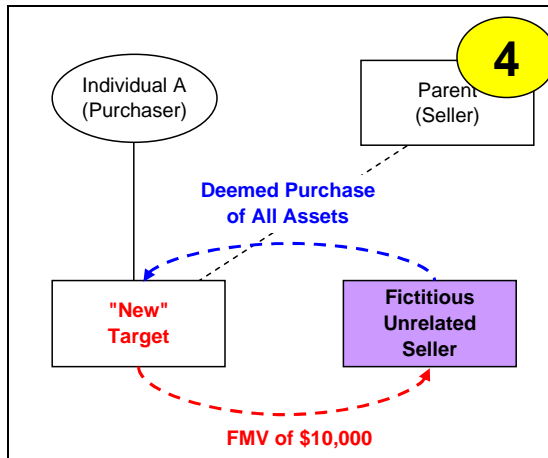 4
Individual A
(Purchaser)
Parent
(Seller)
Deemed Purchase
of All Assets
"New"
Target
Fictitious
Unrelated
Seller
FMV of $10,000